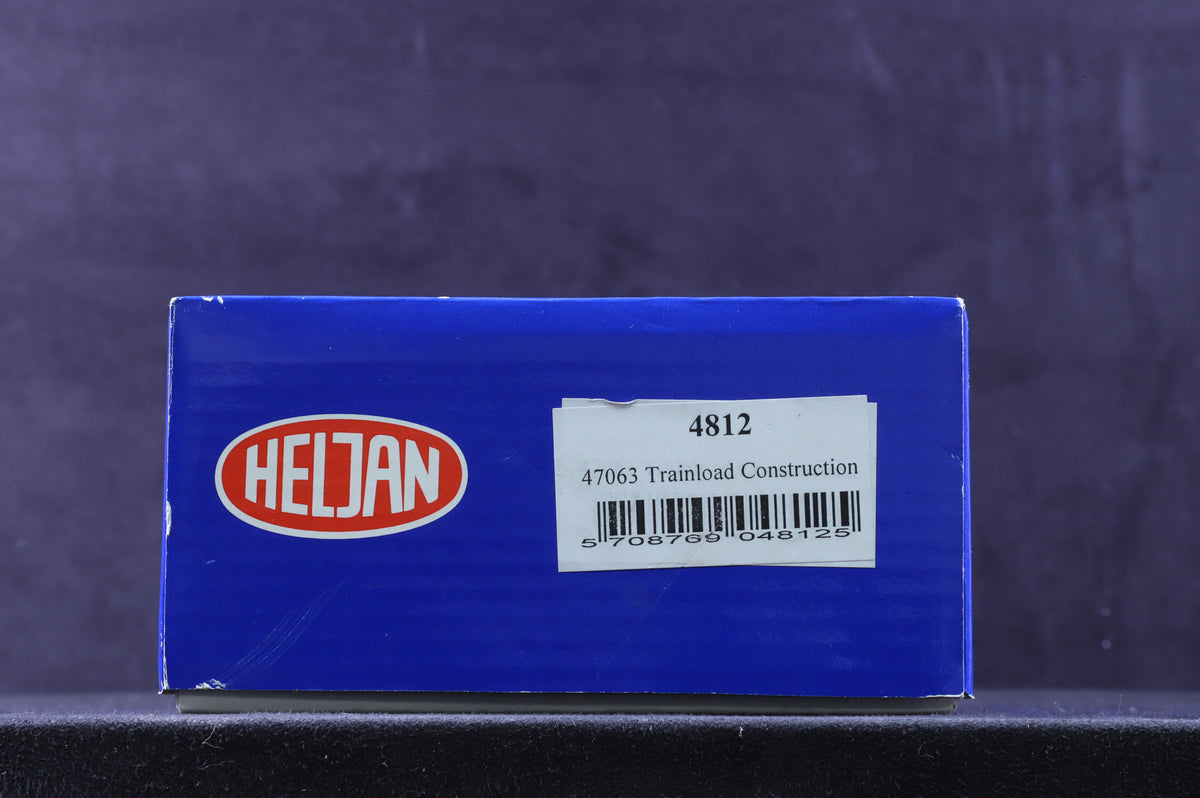 HELJAN
4812
47063 Trainload Construction
5 708769 048125